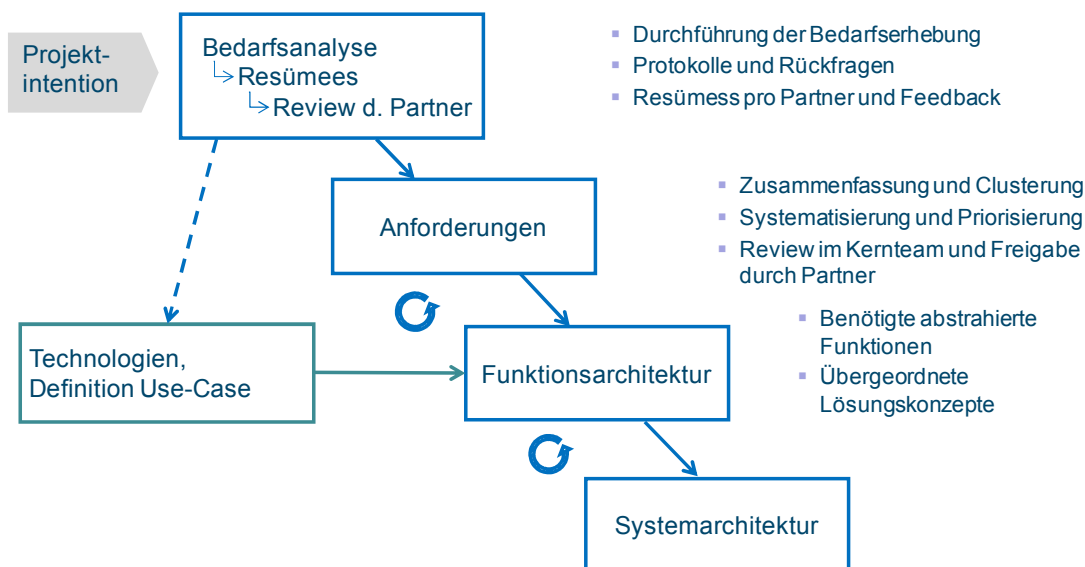 Projekt-
intention
Bedarfsanalyse
Resümees
Review d. Partner
Durchführung der Bedarfserhebung
Protokolle und Rückfragen
Resümess pro Partner und Feedback
Anforderungen
Zusammenfassung und Clusterung
Systematisierung und Priorisierung
Review im Kernteam und Freigabe
durch Partner
Technologien,
Definition Use-Case
Funktionsarchitektur
Benötigte abstrahierte
Funktionen
Übergeordnete
Lösungskonzepte
Systemarchitektur